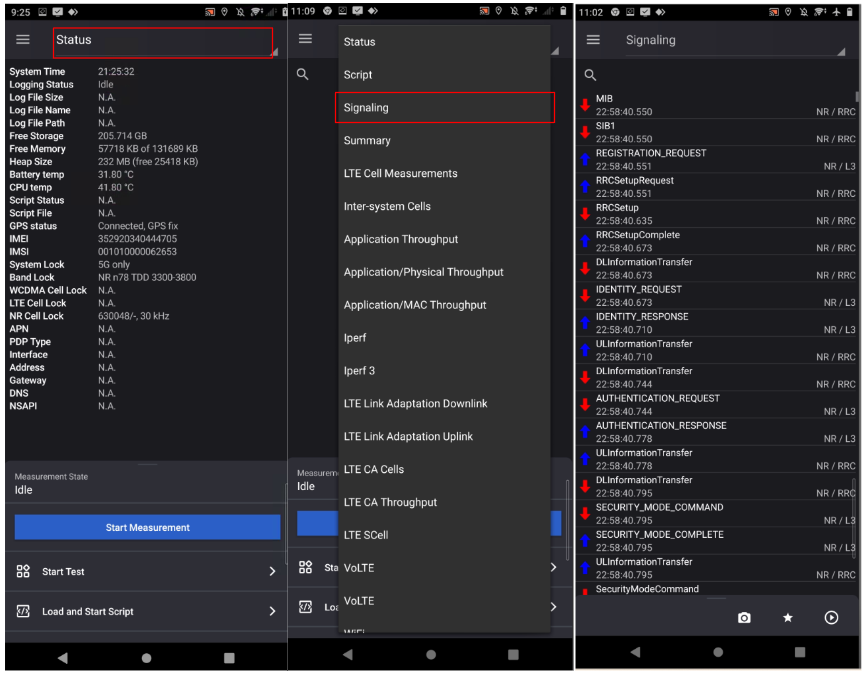 9:25
Status
System Time 21:25:32
Logging Status Idle
Log File Size N.A.
Log File Name N.A.
Log File Path N.A.
Free Storage 205.714 GB
Free Memory 57718 KB of 131689 KB
Heap Size 232 MB (free 25418 KB)
Battery temp 31.80 °C
CPU temp 41.80 °C
Script Status N.A.
Script File N.A.
GPS status Connected, GPS fix
IMEI 352920340444705
IMSI 001010000062653
System Lock 5G only
Band Lock NR n78 TDD 3300-3800
WCDMA Cell Lock N.A.
LTE Cell Lock N.A.
NR Cell Lock 630048/-, 30 kHz
APN N.A.
PDP Type N.A.
Interface N.A.
Address N.A.
Gateway N.A.
DNS N.A.
NSAPI N.A.
Measurement State
Idle
Start Measurement
Start Test
Load and Start Script
11:09
Status
Script
Signaling
Summary
LTE Cell Measurements
Inter-system Cells
Application Throughput
Application/Physical Throughput
Application/MAC Throughput
Iperf
Iperf 3
LTE Link Adaptation Downlink
LTE Link Adaptation Uplink
LTE CA Cells
LTE CA Throughput
LTE SCell
VoLTE
VoLTE
WiFi
Measurem
Idle
Sta
Loa
11:02
Signaling
MIB
22:58:40.550 NR / RRC
SIB1
22:58:40.550 NR / RRC
REGISTRATION_REQUEST
22:58:40.551 NR / L3
RRCSetupRequest
22:58:40.551 NR / RRC
RRCSetup
22:58:40.635 NR / RRC
RRCSetupComplete
22:58:40.673 NR / RRC
DLInformationTransfer
22:58:40.673 NR / RRC
IDENTITY_REQUEST
22:58:40.673 NR / L3
IDENTITY_RESPONSE
22:58:40.710 NR / L3
ULInformationTransfer
22:58:40.710 NR / RRC
DLInformationTransfer
22:58:40.744 NR / RRC
AUTHENTICATION_REQUEST
22:58:40.744 NR / L3
AUTHENTICATION_RESPONSE
22:58:40.778 NR / L3
ULInformationTransfer
22:58:40.778 NR / RRC
DLInformationTransfer
22:58:40.795 NR / RRC
SECURITY_MODE_COMMAND
22:58:40.795 NR / L3
SECURITY_MODE_COMPLETE
22:58:40.795 NR / L3
ULInformationTransfer
22:58:40.795 NR / RRC
SecurityModeCommand